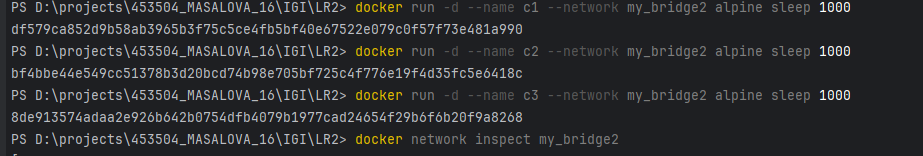 PS D:\projects\453504_MASALOVA_16\IGI\LR2> docker run -d --name c1 --network my_bridge2 alpine sleep 1000
df579ca852d9b58ab3965b3f75c5ce4fb5bf40e67522e079c0f57f73e481a990
PS D:\projects\453504_MASALOVA_16\IGI\LR2> docker run -d --name c2 --network my_bridge2 alpine sleep 1000
bf4bbe44e549cc51378b3d20bcd74b98e705bf725c4f776e19f4d35fc5e6418c
PS D:\projects\453504_MASALOVA_16\IGI\LR2> docker run -d --name c3 --network my_bridge2 alpine sleep 1000
8de913574adaa2e926b642b0754dfb4079b1977cad24654f29b6f6b20f9a8268
PS D:\projects\453504_MASALOVA_16\IGI\LR2> docker network inspect my_bridge2